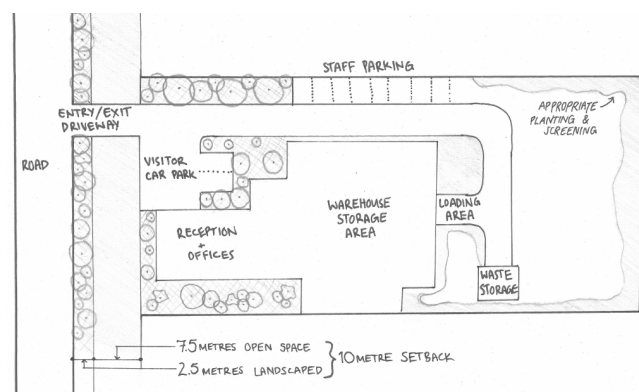 STAFF PARKING
APPROPRIATE
PLANTING &
SCREENING
ENTRY/EXIT
DRIVEWAY
ROAD
VISITOR
CAR PARK
WAREHOUSE
STORAGE
AREA
LOADING
AREA
RECEPTION
+
OFFICES
WASTE
STORAGE
7.5 METRES OPEN SPACE
2.5 METRES LANDSCAPED
10 METRE SETBACK